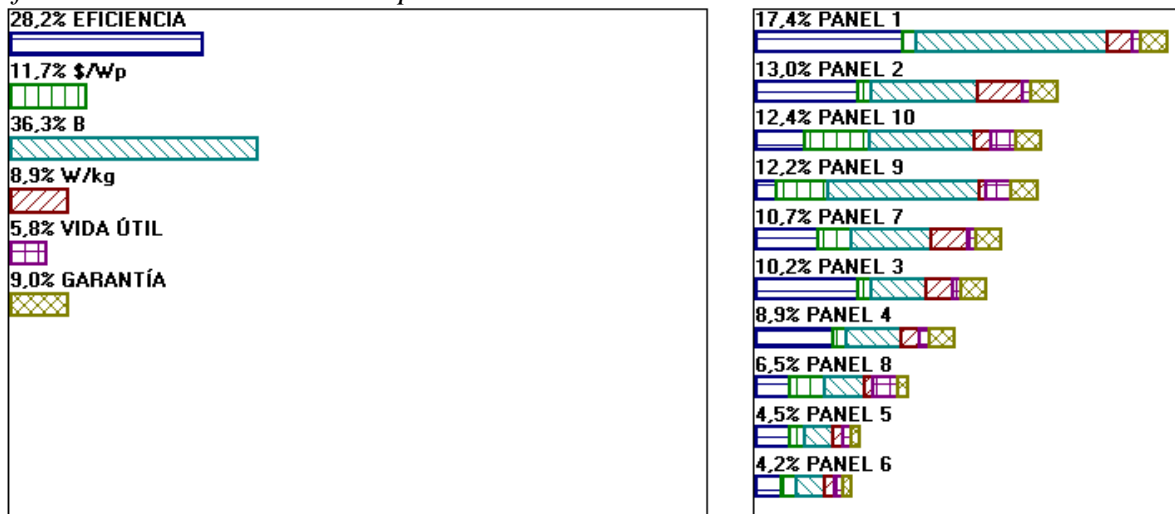 28,2% EFICIENCIA
11,7% $/Wp
36,3% B
8,9% W/kg
5,8% VIDA ÚTIL
9,0% GARANTÍA
17,4% PANEL 1
13,0% PANEL 2
12,4% PANEL 10
12,2% PANEL 9
10,7% PANEL 7
10,2% PANEL 3
8,9% PANEL 4
6,5% PANEL 8
4,5% PANEL 5
4,2% PANEL 6